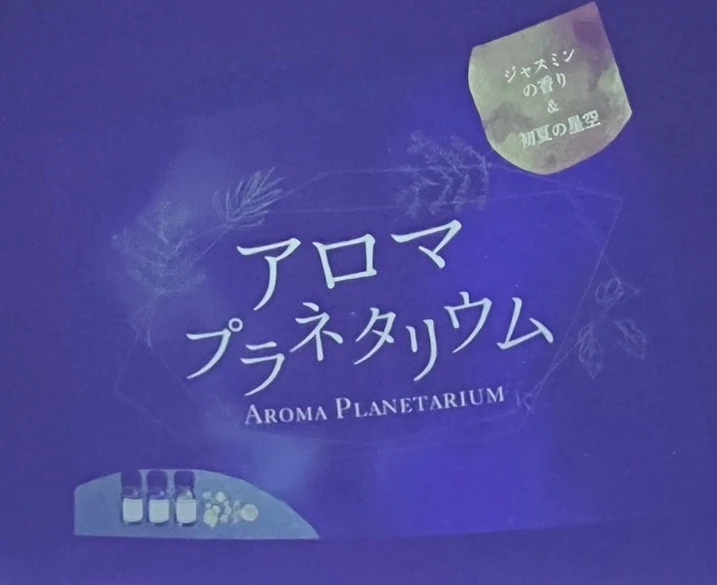 ジャスミン
の香り
&
初夏の星空
アロマ
プラネタリウム
AROMA PLANETARIUM